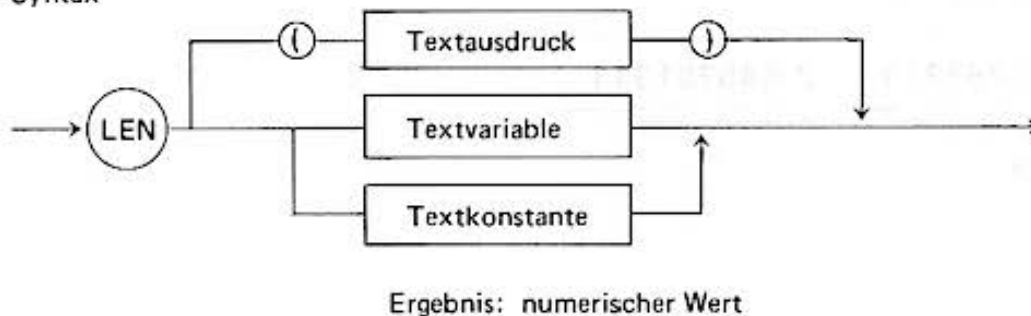 Syntax
( Textausdruck )
LEN Textvariable
Textkonstante
Ergebnis: numerischer Wert